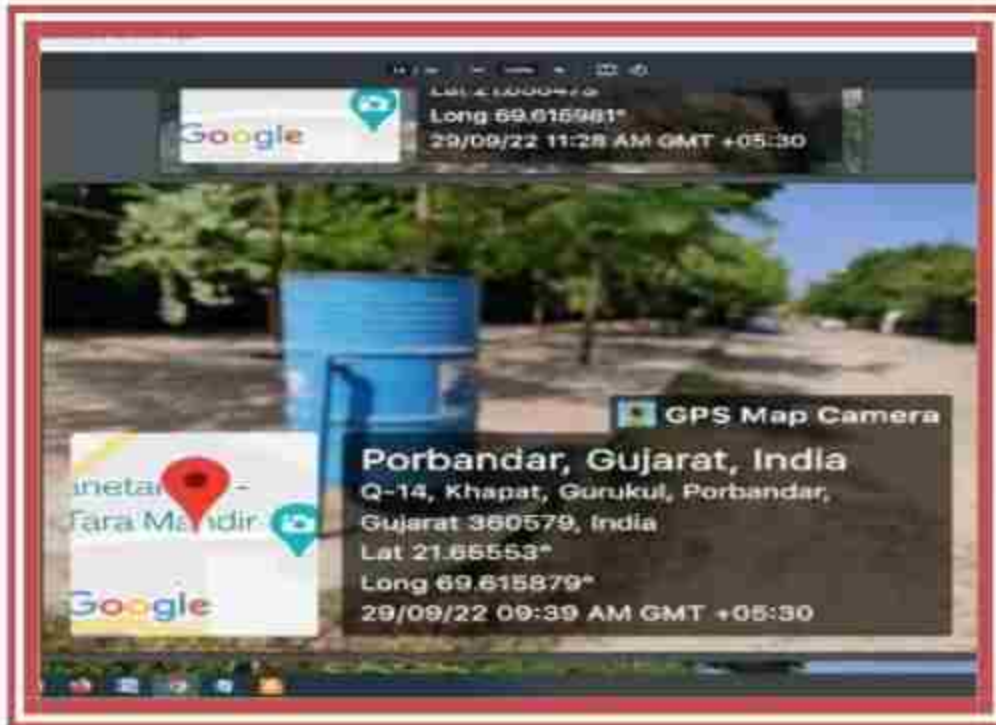 Google
Long 69.615981°
29/09/22 11:28 AM GMT +05:30
GPS Map Camera
Porbandar, Gujarat, India
Q-14, Khapat, Gurukul, Porbandar,
Gujarat 360579, India
Lat 21.65553°
Long 69.615879°
29/09/22 09:39 AM GMT +05:30
Tara Mandir
Google